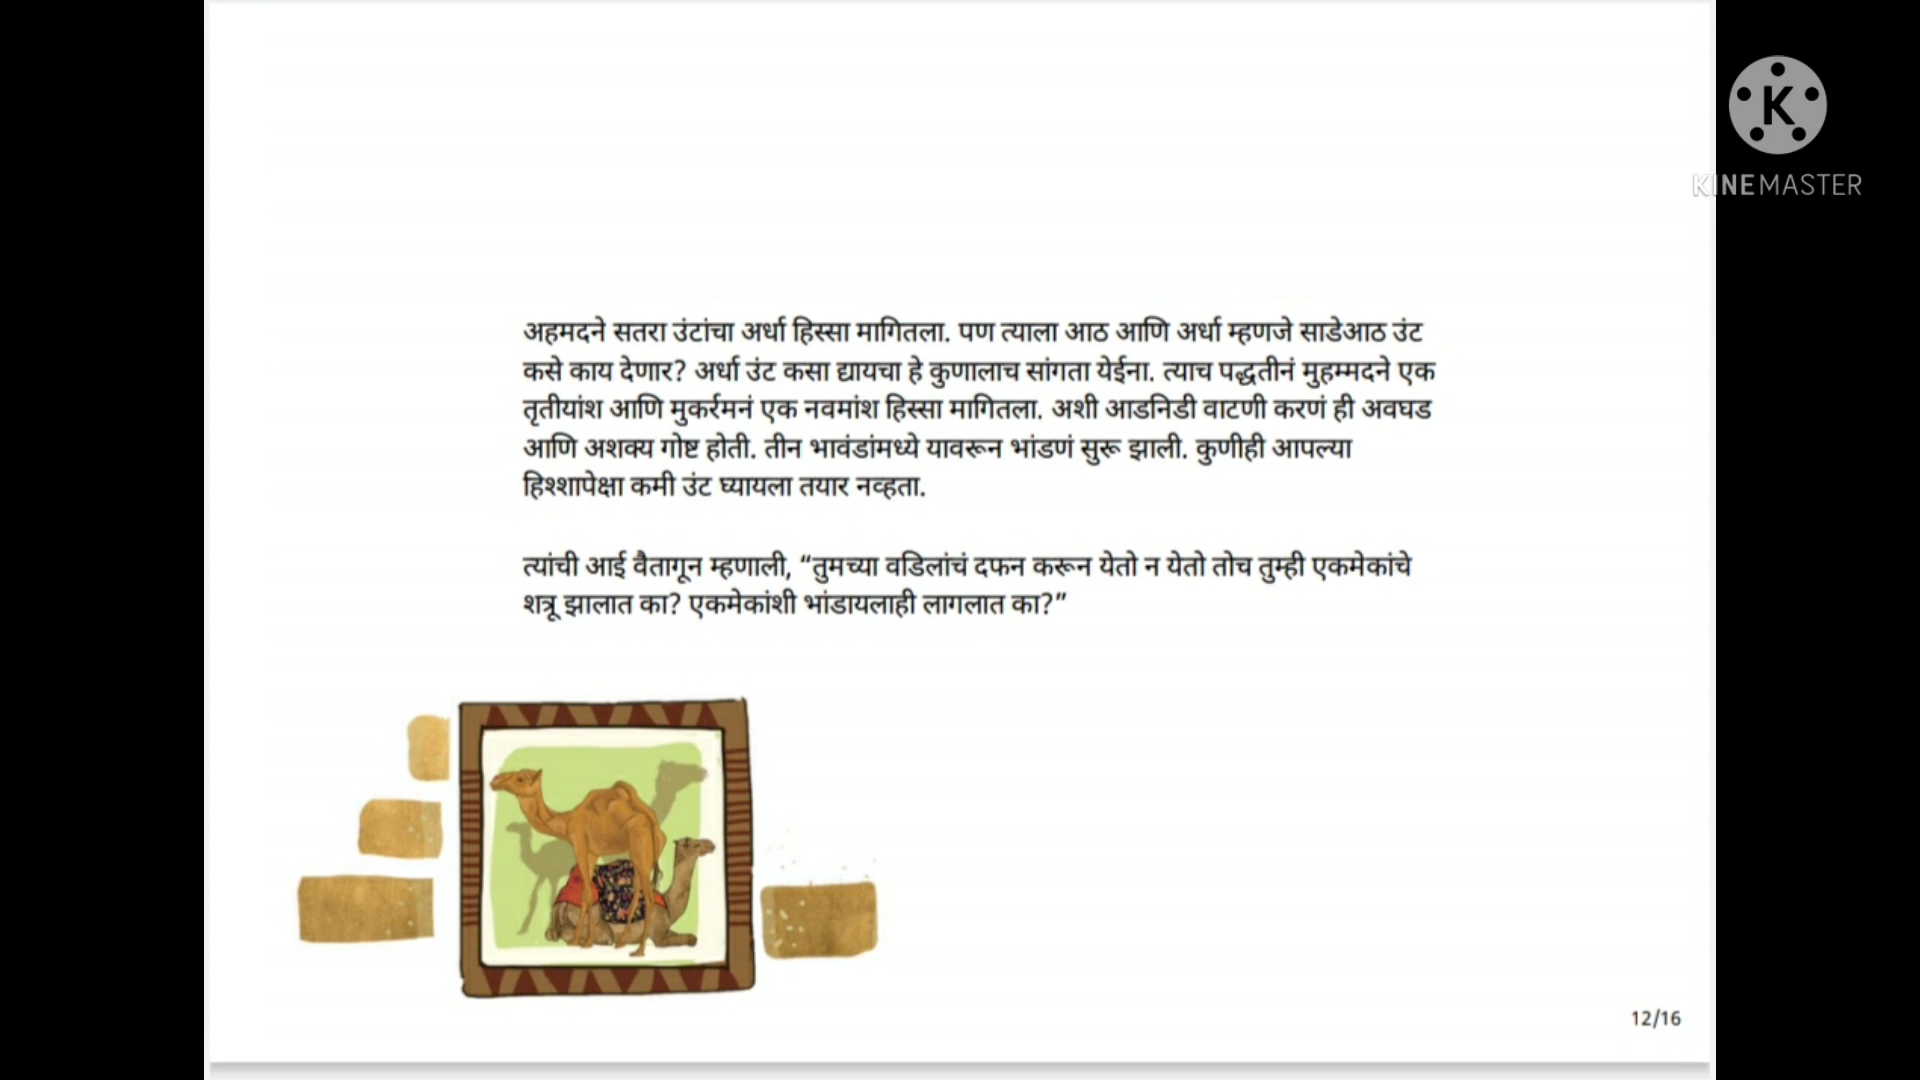 K
KINEMASTER
अहमदने सतरा उंटांचा अर्धा हिस्सा मागितला. पण त्याला आठ आणि अर्धा म्हणजे साडेआठ उंट
कसे काय देणार? अर्धा उंट कसा द्यायचा हे कुणालाच सांगता येईना. त्याच पद्धतीनं मुहम्मदने एक
तृतीयांश आणि मुकर्रमनं एक नवमांश हिस्सा मागितला. अशी आडनिडी वाटणी करणं ही अवघड
आणि अशक्य गोष्ट होती. तीन भावंडांमध्ये यावरून भांडणं सुरू झाली. कुणीही आपल्या
हिश्शापेक्षा कमी उंट घ्यायला तयार नव्हता.
त्यांची आई वैतागून म्हणाली, “तुमच्या वडिलांचं दफन करून येतो न येतो तोच तुम्ही एकमेकांचे
शत्रू झालात का? एकमेकांशी भांडायलाही लागलात का?”
12/16